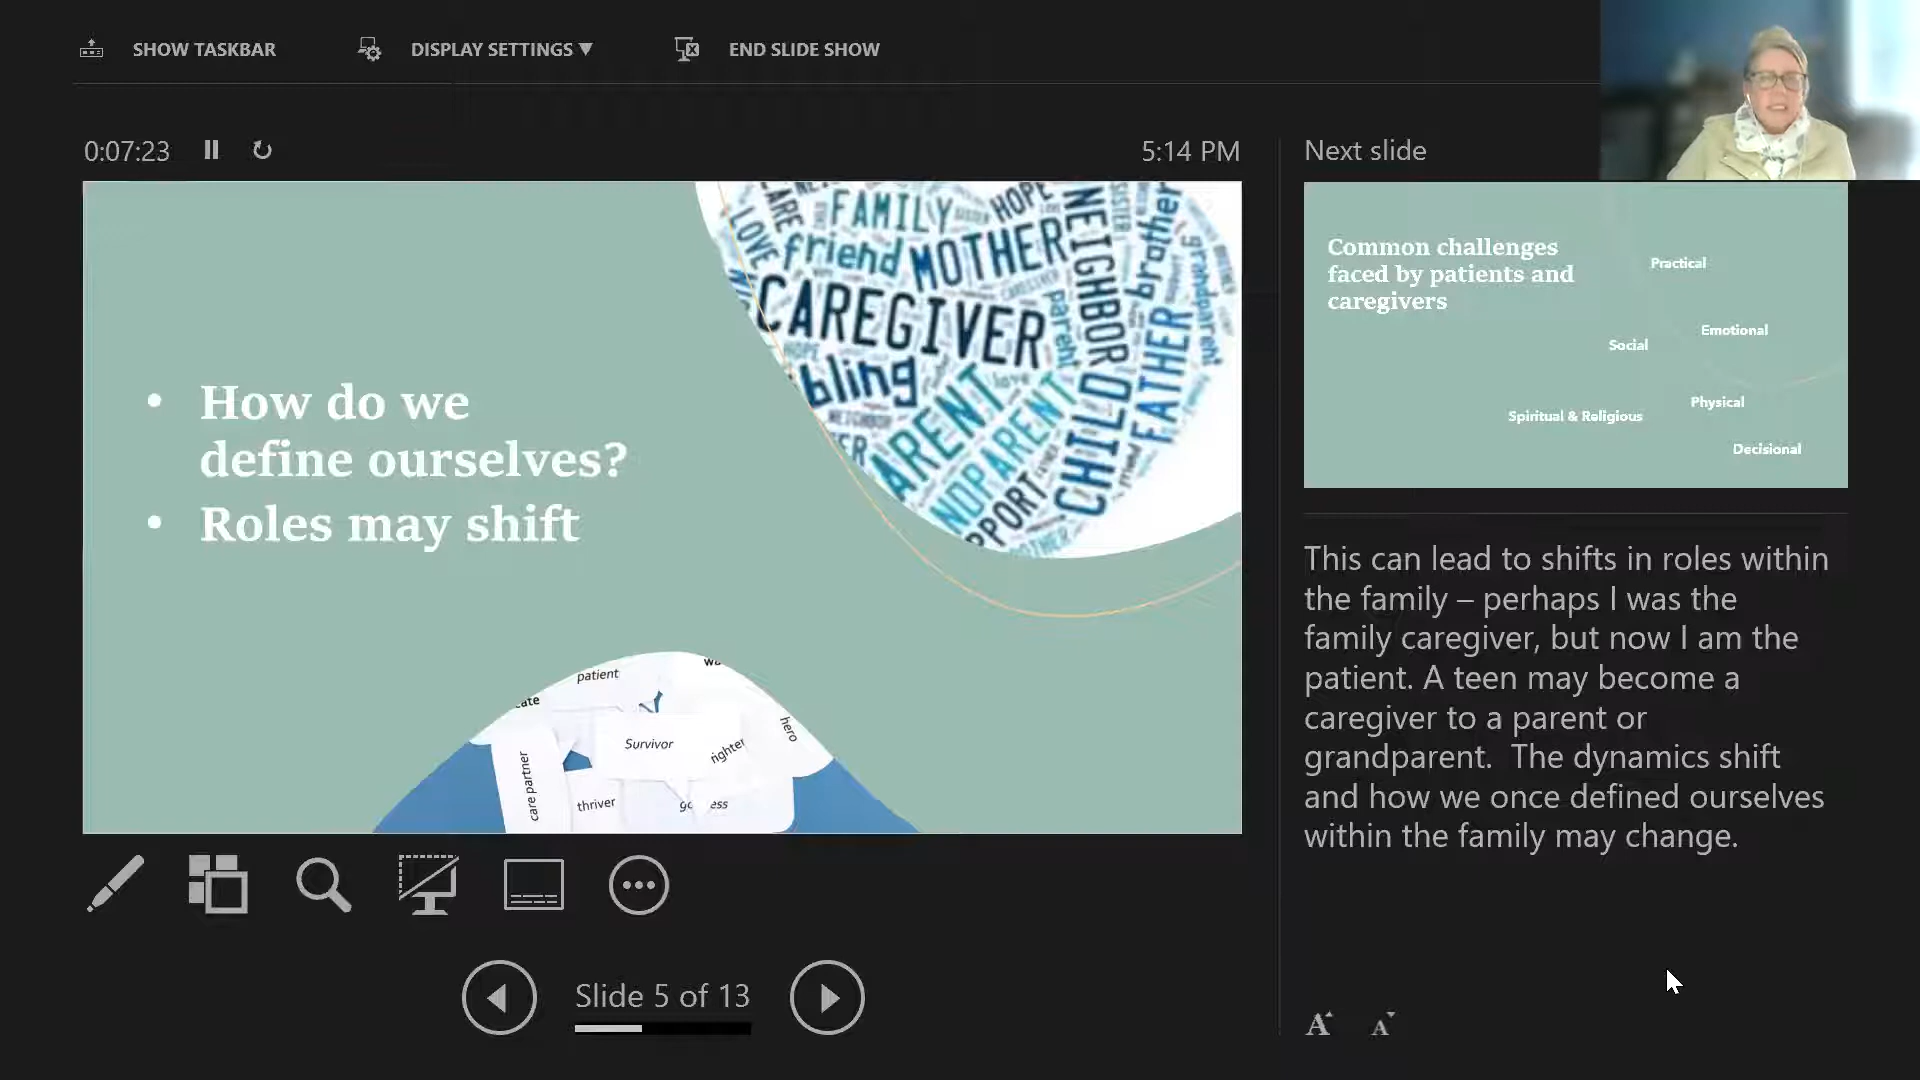 SHOW TASKBAR
DISPLAY SETTINGS ▼
END SLIDE SHOW
0:07:23
5:14 PM
Next slide
FAMILY
HOPE
LOVE
friend
MOTHER
NEIGHBOR
brother
grandparent
CAREGIVER
parent
CHILD
FATHER
love
NEIGHBOR
friend
• How do we
define ourselves?
• Roles may shift
patient
Survivor
hero
care partner
thriver
Common challenges
faced by patients and
caregivers
Practical
Emotional
Social
Physical
Spiritual & Religious
Decisional
This can lead to shifts in roles within
the family – perhaps I was the
family caregiver, but now I am the
patient. A teen may become a
caregiver to a parent or
grandparent.  The dynamics shift
and how we once defined ourselves
within the family may change.
Slide 5 of 13
A A